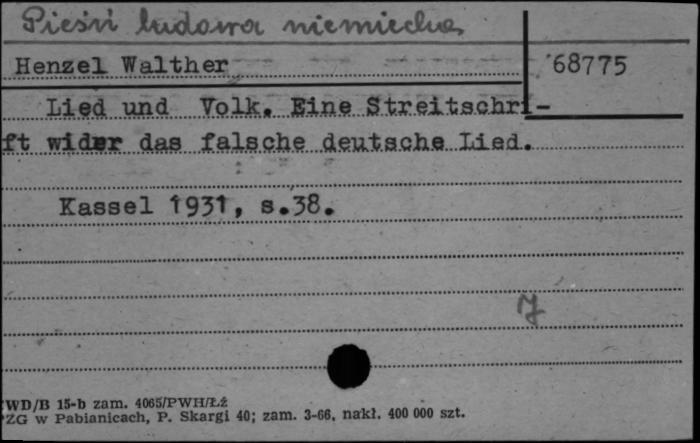 Pieśń ludowa niemiecka
Henzel Walther
68775
Lied und Volk. Eine Streitschri-
ft wider das falsche deutsche Lied.
Kassel 1931, s.38.
WD/B 15-b zam. 4065/PWH/Łź
PZG w Pabianicach, P. Skargi 40; zam. 3-66, nakł. 400 000 szt.